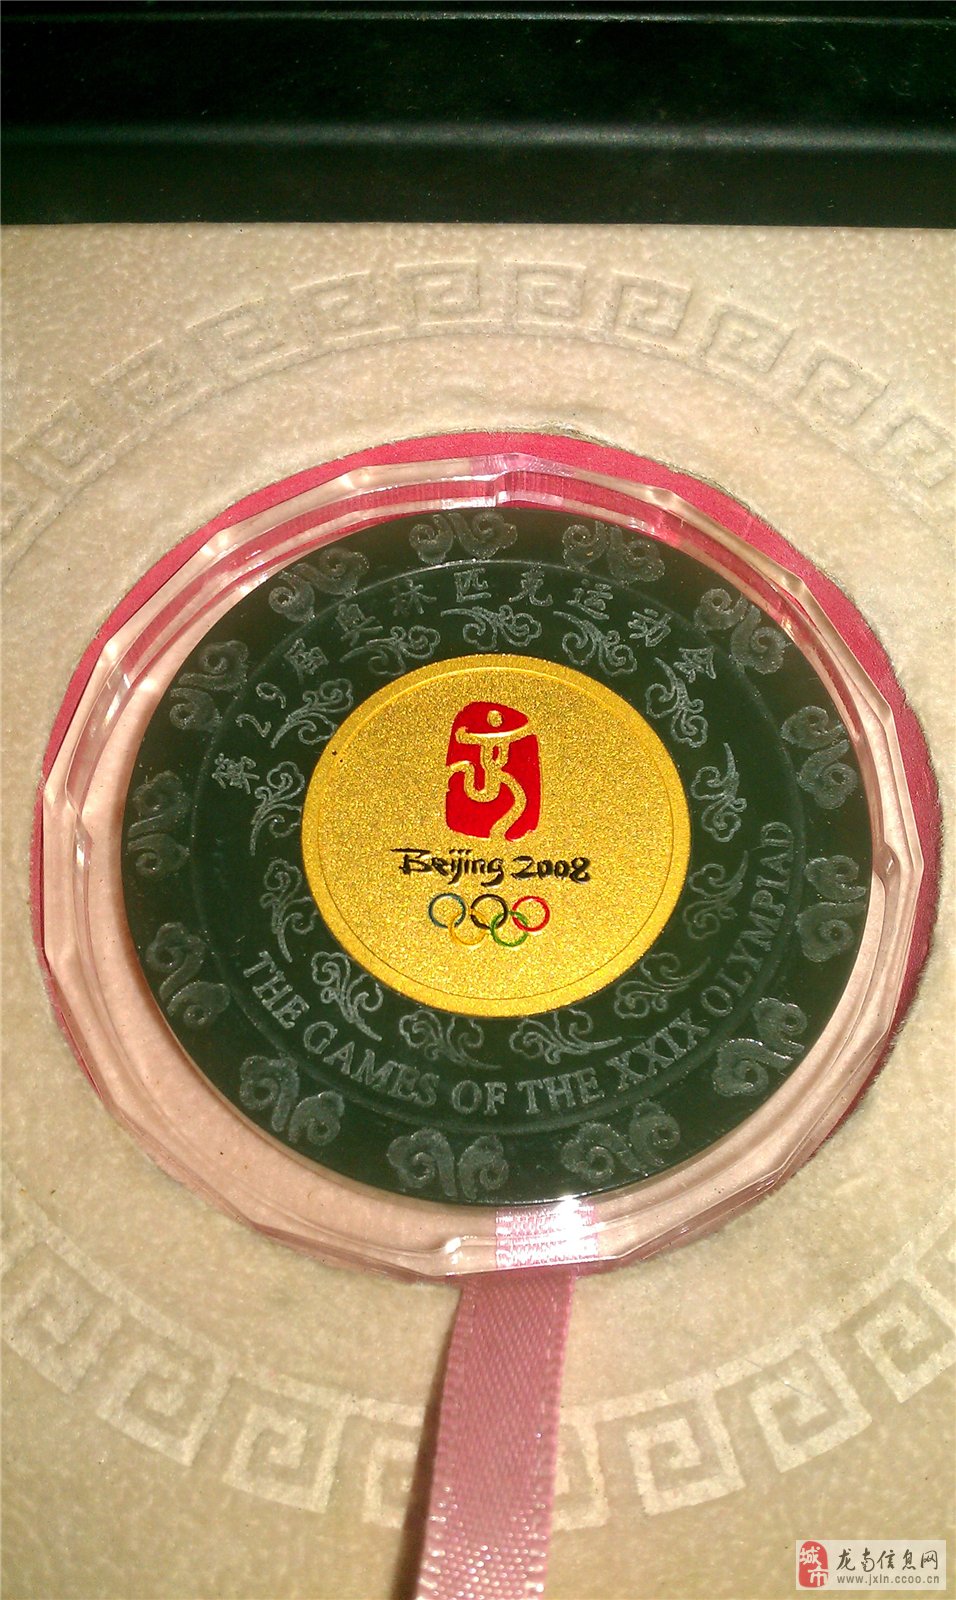 第29届奥林匹克运动会
Beijing 2008
THE GAMES OF THE XXIX OLYMPIAD
城市
龙南信息网
www.jxln.ccoo.cn